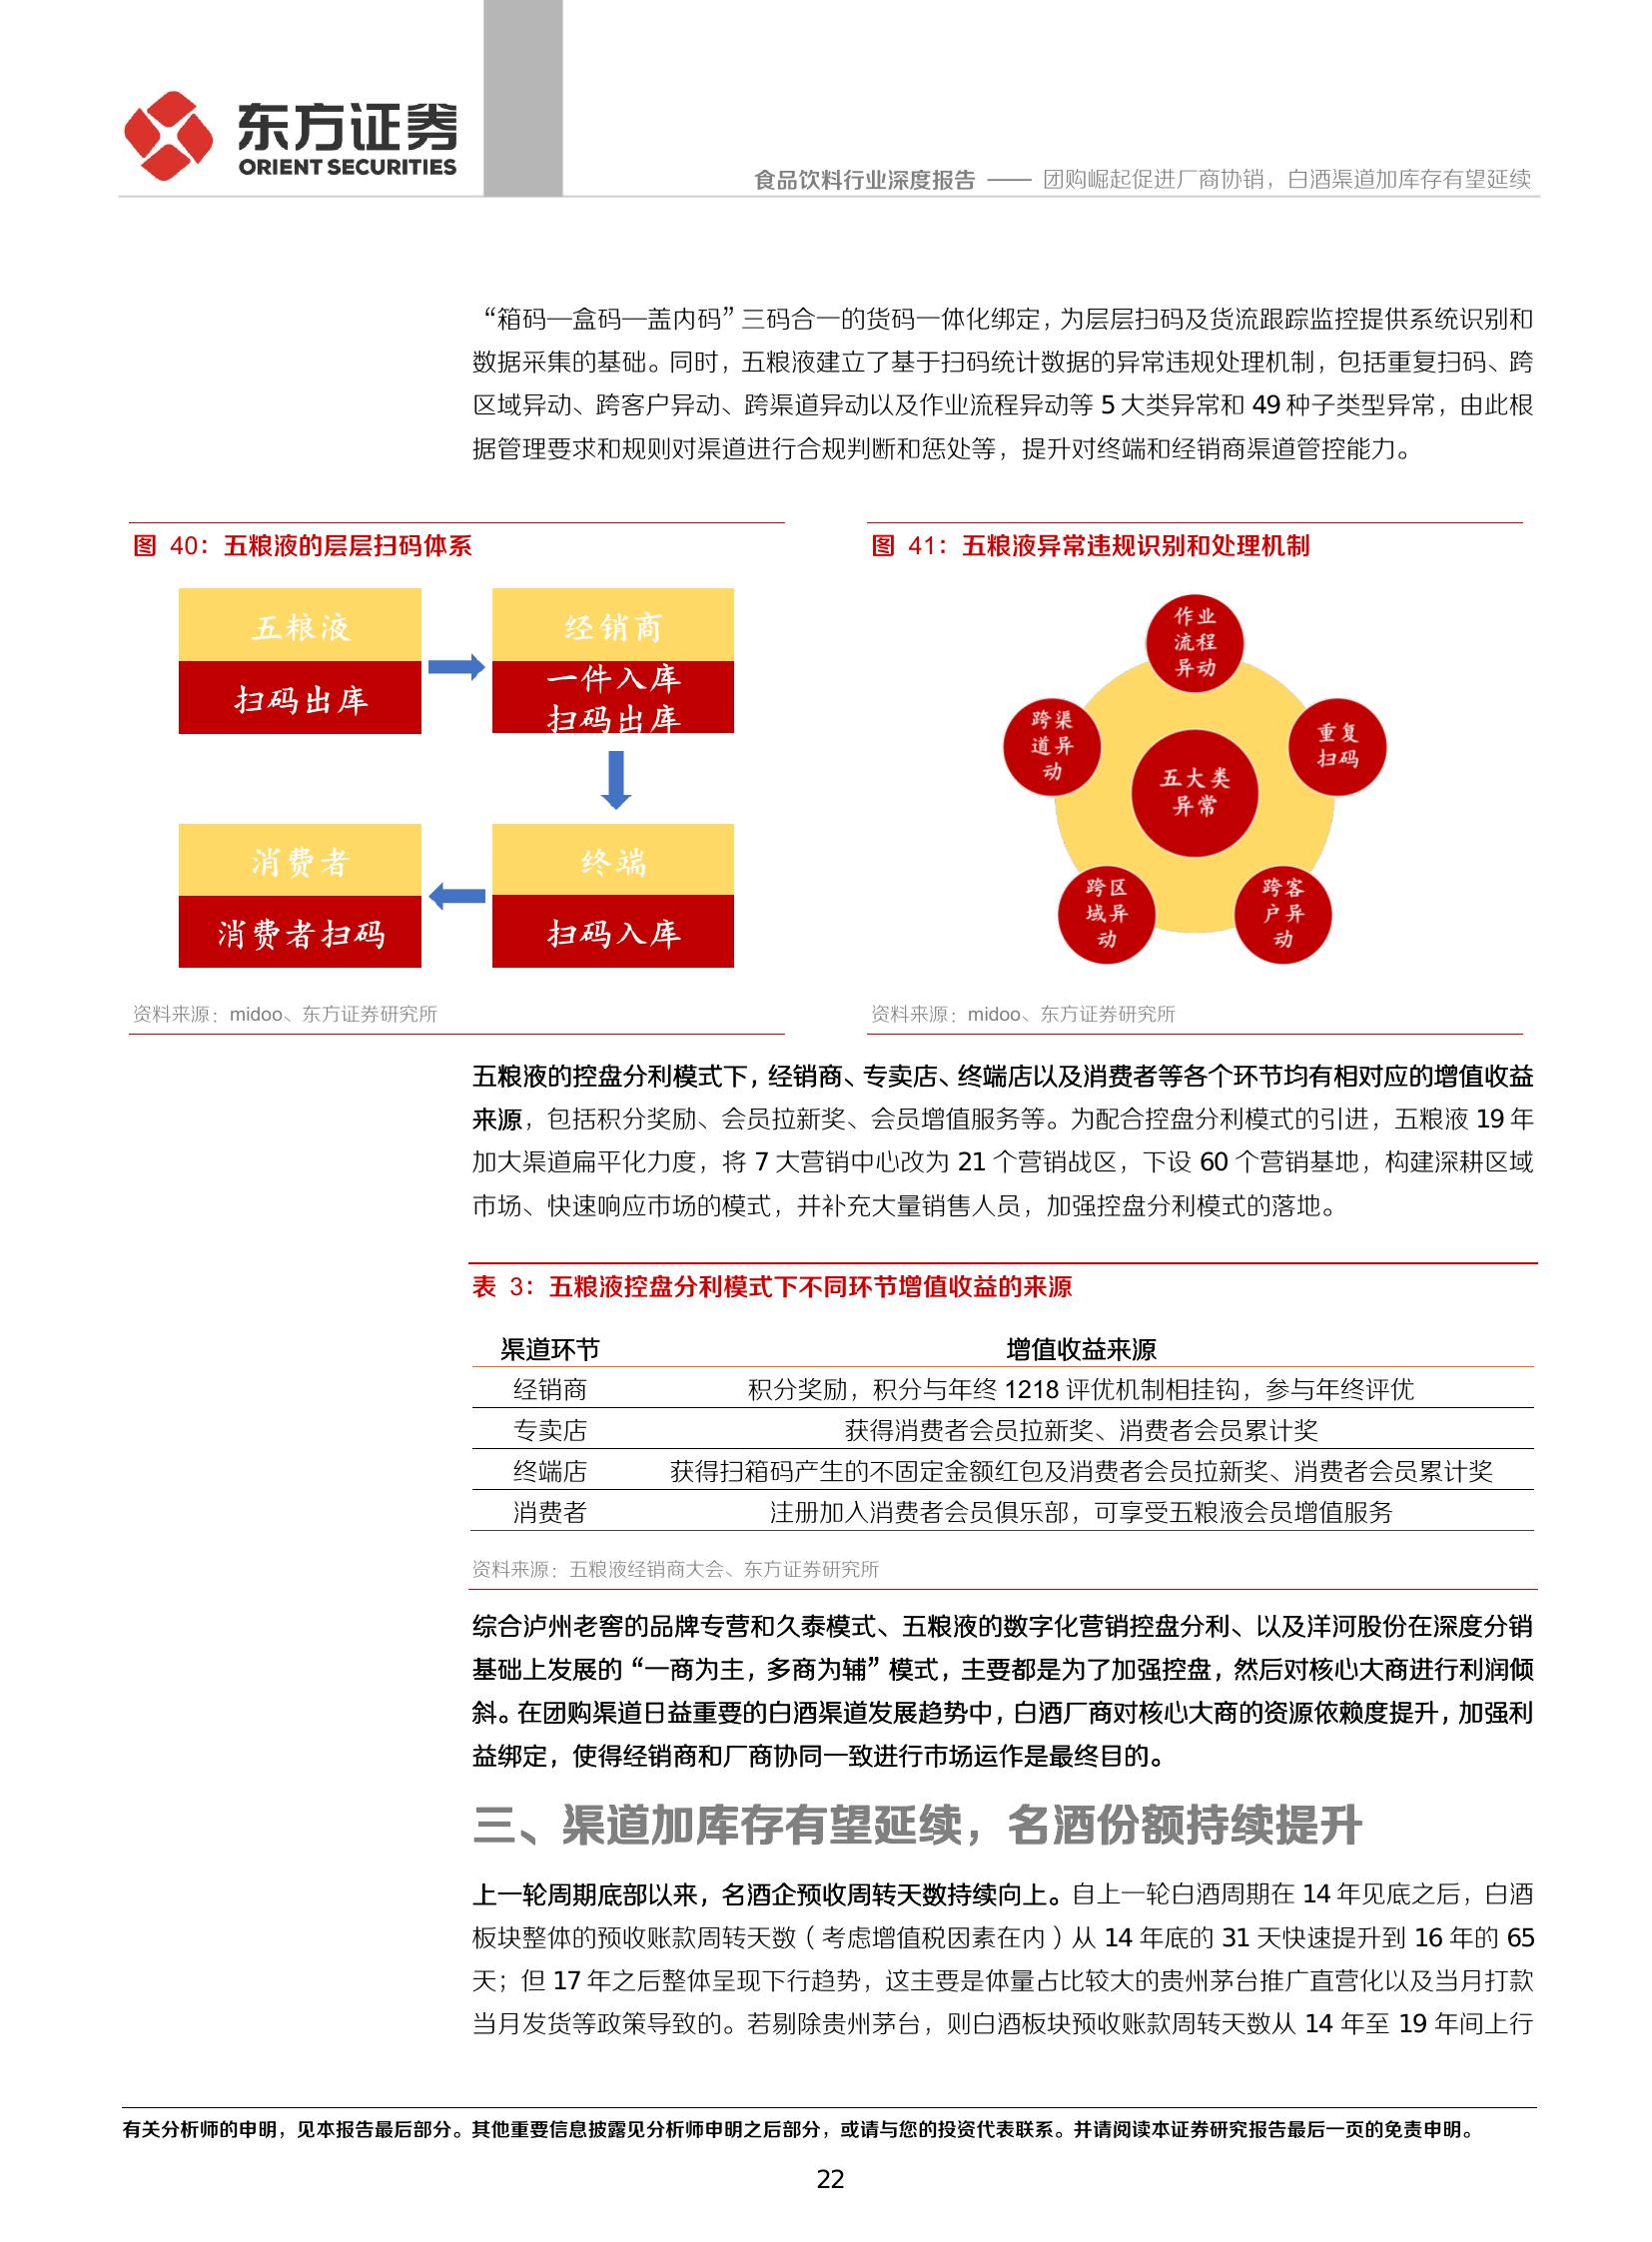 东方证券
ORIENT SECURITIES
食品饮料行业深度报告 —— 团购崛起促进厂商协销，白酒渠道加库存有望延续
“箱码—盒码—盖内码”三码合一的货码一体化绑定，为层层扫码及货流跟踪监控提供系统识别和
数据采集的基础。同时，五粮液建立了基于扫码统计数据的异常违规处理机制，包括重复扫码、跨
区域异动、跨客户异动、跨渠道异动以及作业流程异动等 5 大类异常和 49 种子类型异常，由此根
据管理要求和规则对渠道进行合规判断和惩处等，提升对终端和经销商渠道管控能力。
图 40：五粮液的层层扫码体系
五粮液
扫码出库
经销商
一件入库
扫码出库
消费者
消费者扫码
终端
扫码入库
资料来源：midoo、东方证券研究所
图 41：五粮液异常违规识别和处理机制
作业
流程
异动
跨渠
道异
动
重复
扫码
五大类
异常
跨区
域异
动
跨客
户异
动
资料来源：midoo、东方证券研究所
五粮液的控盘分利模式下，经销商、专卖店、终端店以及消费者等各个环节均有相对应的增值收益
来源，包括积分奖励、会员拉新奖、会员增值服务等。为配合控盘分利模式的引进，五粮液 19 年
加大渠道扁平化力度，将 7 大营销中心改为 21 个营销战区，下设 60 个营销基地，构建深耕区域
市场、快速响应市场的模式，并补充大量销售人员，加强控盘分利模式的落地。
表 3：五粮液控盘分利模式下不同环节增值收益的来源
渠道环节 增值收益来源
经销商 积分奖励，积分与年终 1218 评优机制相挂钩，参与年终评优
专卖店 获得消费者会员拉新奖、消费者会员累计奖
终端店 获得扫箱码产生的不固定金额红包及消费者会员拉新奖、消费者会员累计奖
消费者 注册加入消费者会员俱乐部，可享受五粮液会员增值服务
资料来源：五粮液经销商大会、东方证券研究所
综合泸州老窖的品牌专营和久泰模式、五粮液的数字化营销控盘分利、以及洋河股份在深度分销
基础上发展的“一商为主，多商为辅”模式，主要都是为了加强控盘，然后对核心大商进行利润倾
斜。在团购渠道日益重要的白酒渠道发展趋势中，白酒厂商对核心大商的资源依赖度提升，加强利
益绑定，使得经销商和厂商协同一致进行市场运作是最终目的。
三、渠道加库存有望延续，名酒份额持续提升
上一轮周期底部以来，名酒企预收周转天数持续向上。自上一轮白酒周期在 14 年见底之后，白酒
板块整体的预收账款周转天数（考虑增值税因素在内）从 14 年底的 31 天快速提升到 16 年的 65
天；但 17 年之后整体呈现下行趋势，这主要是体量占比较大的贵州茅台推广直营化以及当月打款
当月发货等政策导致的。若剔除贵州茅台，则白酒板块预收账款周转天数从 14 年至 19 年间上行
有关分析师的申明，见本报告最后部分。其他重要信息披露见分析师申明之后部分，或请与您的投资代表联系。并请阅读本证券研究报告最后一页的免责申明。
22